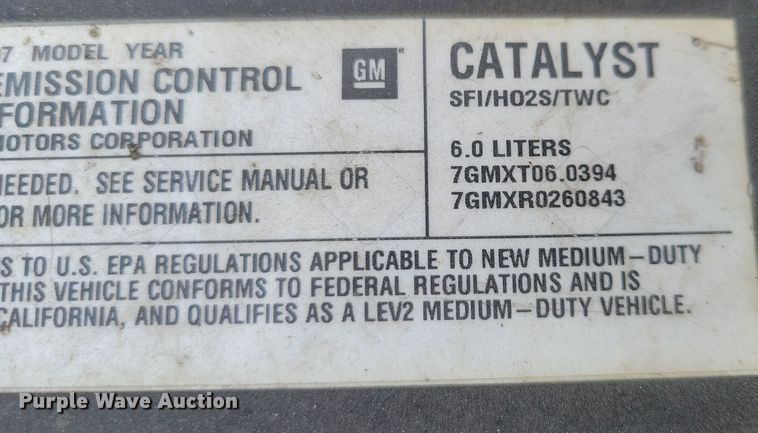 07 MODEL YEAR
EMISSION CONTROL
FORMATION
MOTORS CORPORATION
GM
CATALYST
SFI/HO2S/TWC
6.0 LITERS
7GMXT06.0394
7GMXR0260843
NEEDED. SEE SERVICE MANUAL OR
OR MORE INFORMATION.
S TO U.S. EPA REGULATIONS APPLICABLE TO NEW MEDIUM-DUTY
THIS VEHICLE CONFORMS TO FEDERAL REGULATIONS AND IS
CALIFORNIA, AND QUALIFIES AS A LEV2 MEDIUM-DUTY VEHICLE.
Purple Wave Auction